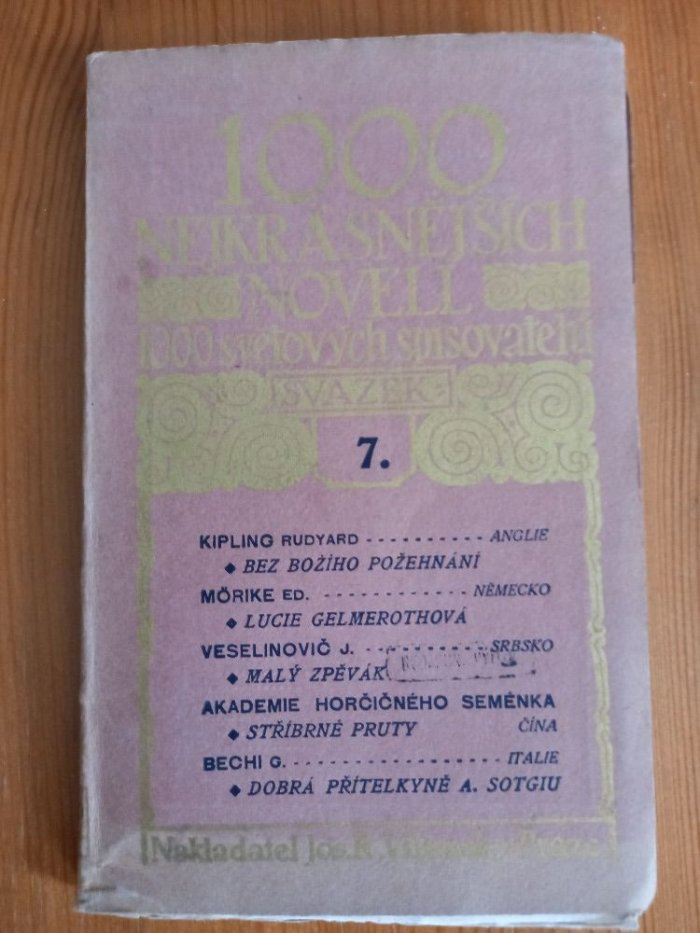 1000
NEJKRÁSNĚJŠÍCH
NOVELL
1000 světových spisovatelů
SVAZEK
7.
KIPLING RUDYARD - - - - - - - - - - ANGLIE
◆ BEZ BOŽÍHO POŽEHNÁNÍ
MÖRIKE ED. - - - - - - - - - - - - NĚMECKO
◆ LUCIE GELMEROTHOVÁ
VESELINOVIČ J. - - - - - - - - - - SRBSKO
◆ MALÝ ZPĚVÁK
AKADEMIE HORČIČNÉHO SEMÉNKA
◆ STŘÍBRNÉ PRUTY ČÍNA
BECHI G. - - - - - - - - - - - - - - - - - - ITALIE
◆ DOBRÁ PŘÍTELKYNĚ A. SOTGIU
Nakladatel Jos. R. Vilímek